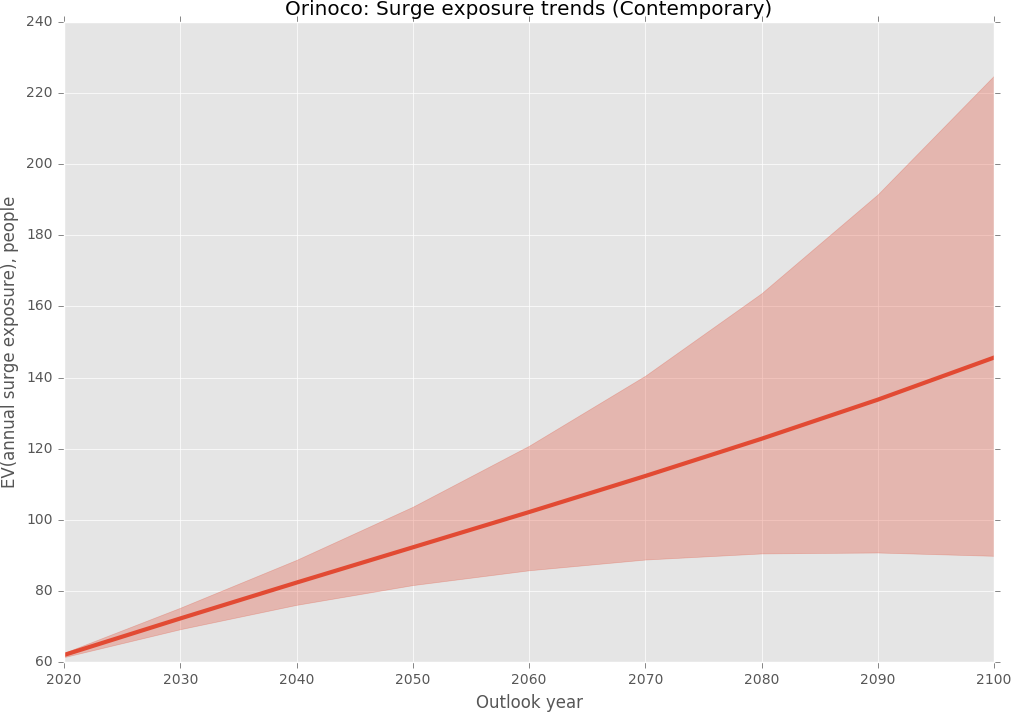 Orinoco: Surge exposure trends (Contemporary)
EV(annual surge exposure), people
240
220
200
180
160
140
120
100
80
60
2020 2030 2040 2050 2060 2070 2080 2090 2100
Outlook year